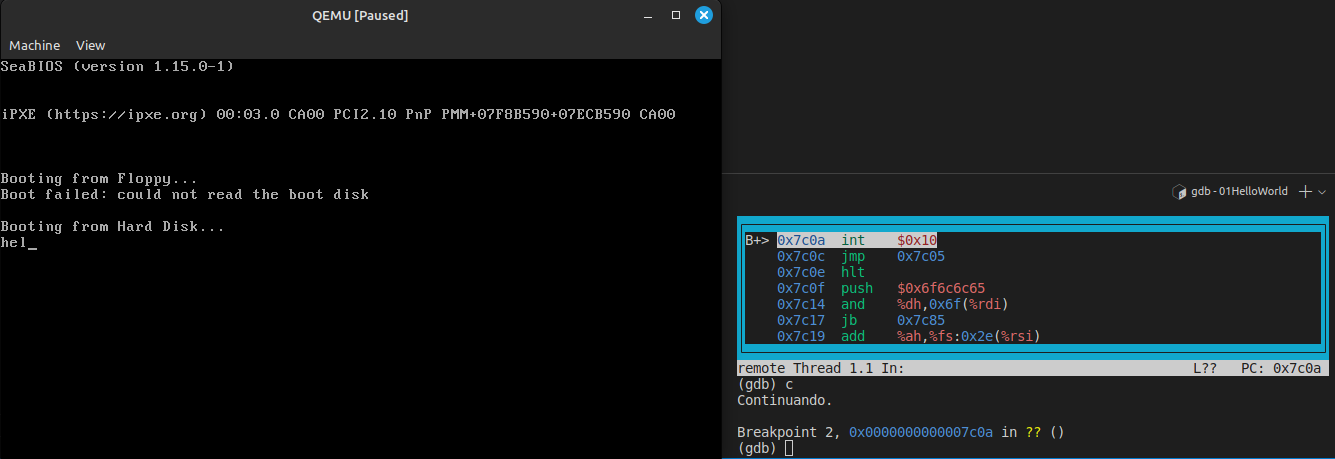 QEMU [Paused]
Machine View
SeaBIOS (version 1.15.0-1)
iPXE (https://ipxe.org) 00:03.0 CA00 PCI2.10 PnP PMM+07F8B590+07ECB590 CA00
Booting from Floppy...
Boot failed: could not read the boot disk
Booting from Hard Disk...
hel_
gdb - 01HelloWorld
B+> 0x7c0a int $0x10
0x7c0c jmp 0x7c05
0x7c0e hlt
0x7c0f push $0x6f6c6c65
0x7c14 and %dh,0x6f(%rdi)
0x7c17 jb 0x7c85
0x7c19 add %ah,%fs:0x2e(%rsi)
remote Thread 1.1 In: L?? PC: 0x7c0a
(gdb) c
Continuando.
Breakpoint 2, 0x0000000000007c0a in ?? ()
(gdb)